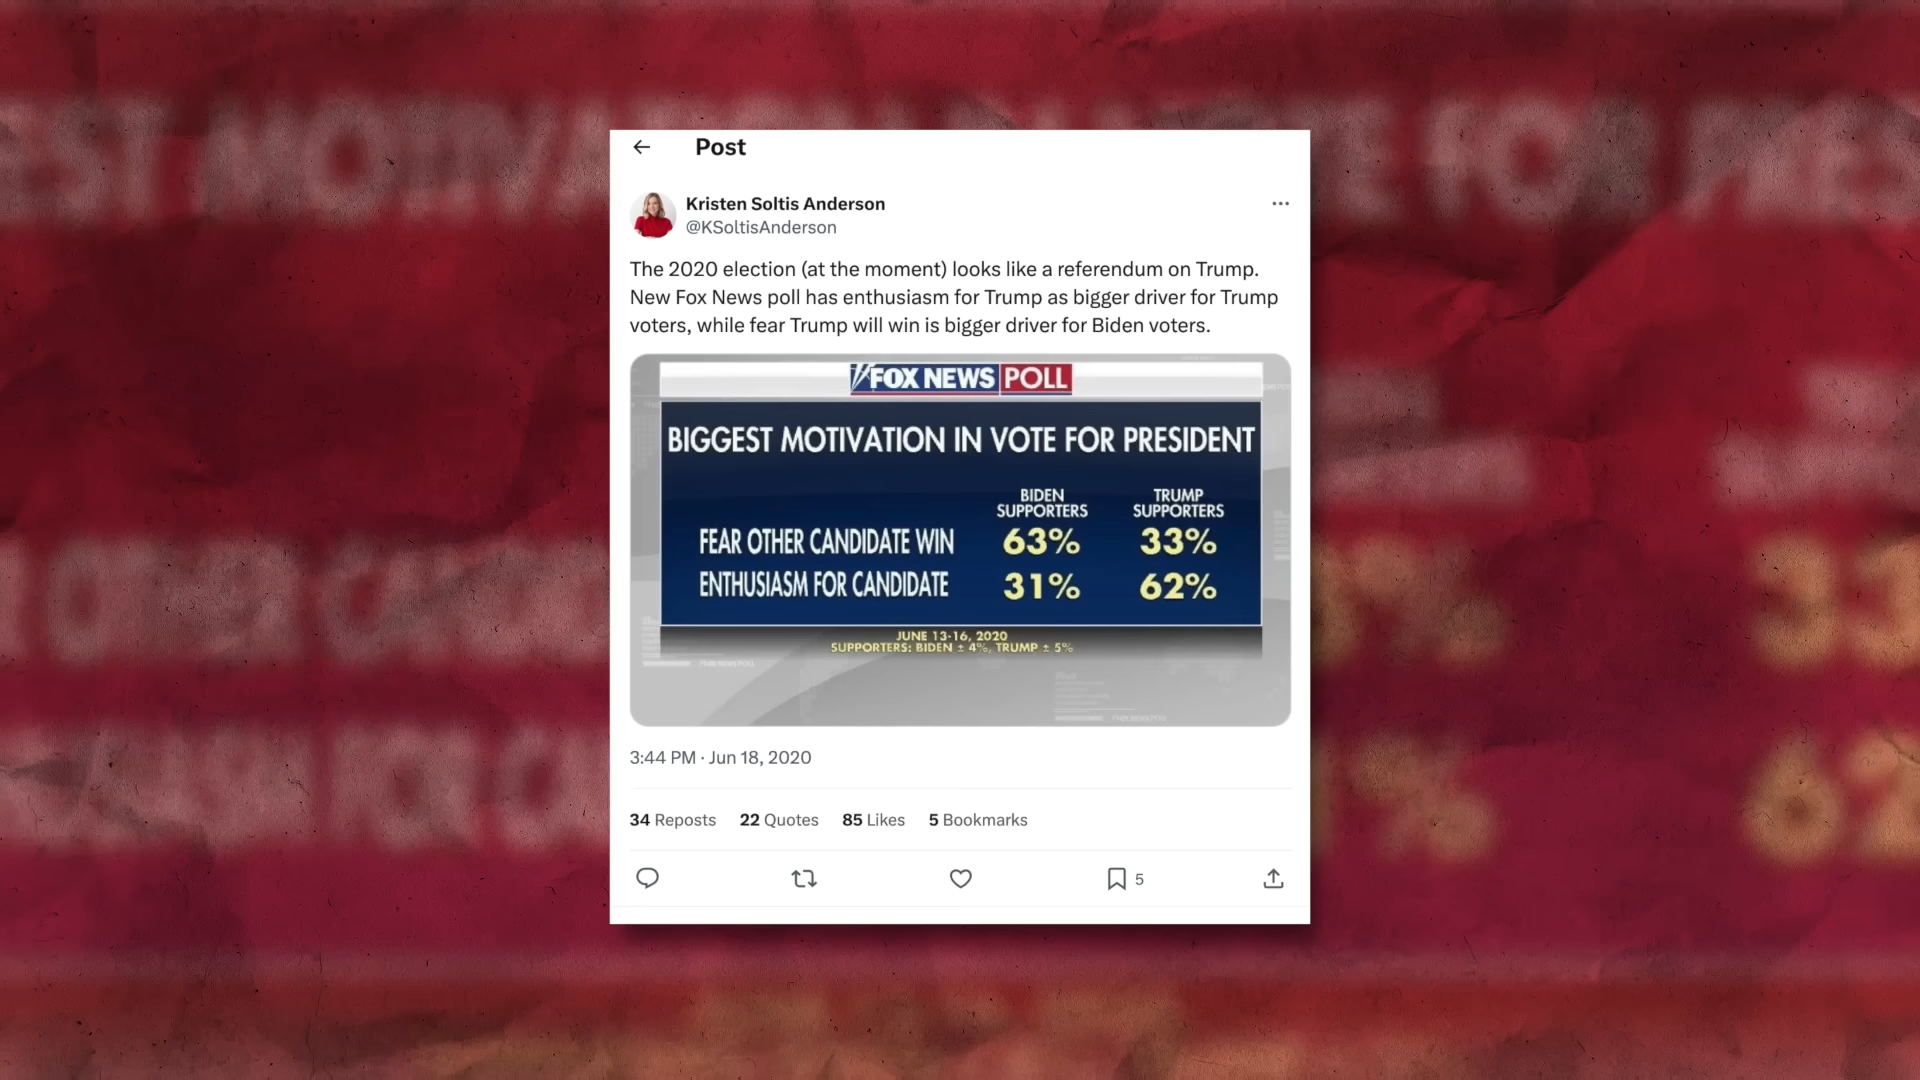 Post
Kristen Soltis Anderson
@KSoltisAnderson
The 2020 election (at the moment) looks like a referendum on Trump.
New Fox News poll has enthusiasm for Trump as bigger driver for Trump
voters, while fear Trump will win is bigger driver for Biden voters.
FOX NEWS POLL
BIGGEST MOTIVATION IN VOTE FOR PRESIDENT
BIDEN SUPPORTERS TRUMP SUPPORTERS
FEAR OTHER CANDIDATE WIN 63% 33%
ENTHUSIASM FOR CANDIDATE 31% 62%
JUNE 13-16, 2020
SUPPORTERS: BIDEN ± 4%, TRUMP ± 5%
3:44 PM · Jun 18, 2020
34 Reposts 22 Quotes 85 Likes 5 Bookmarks
5